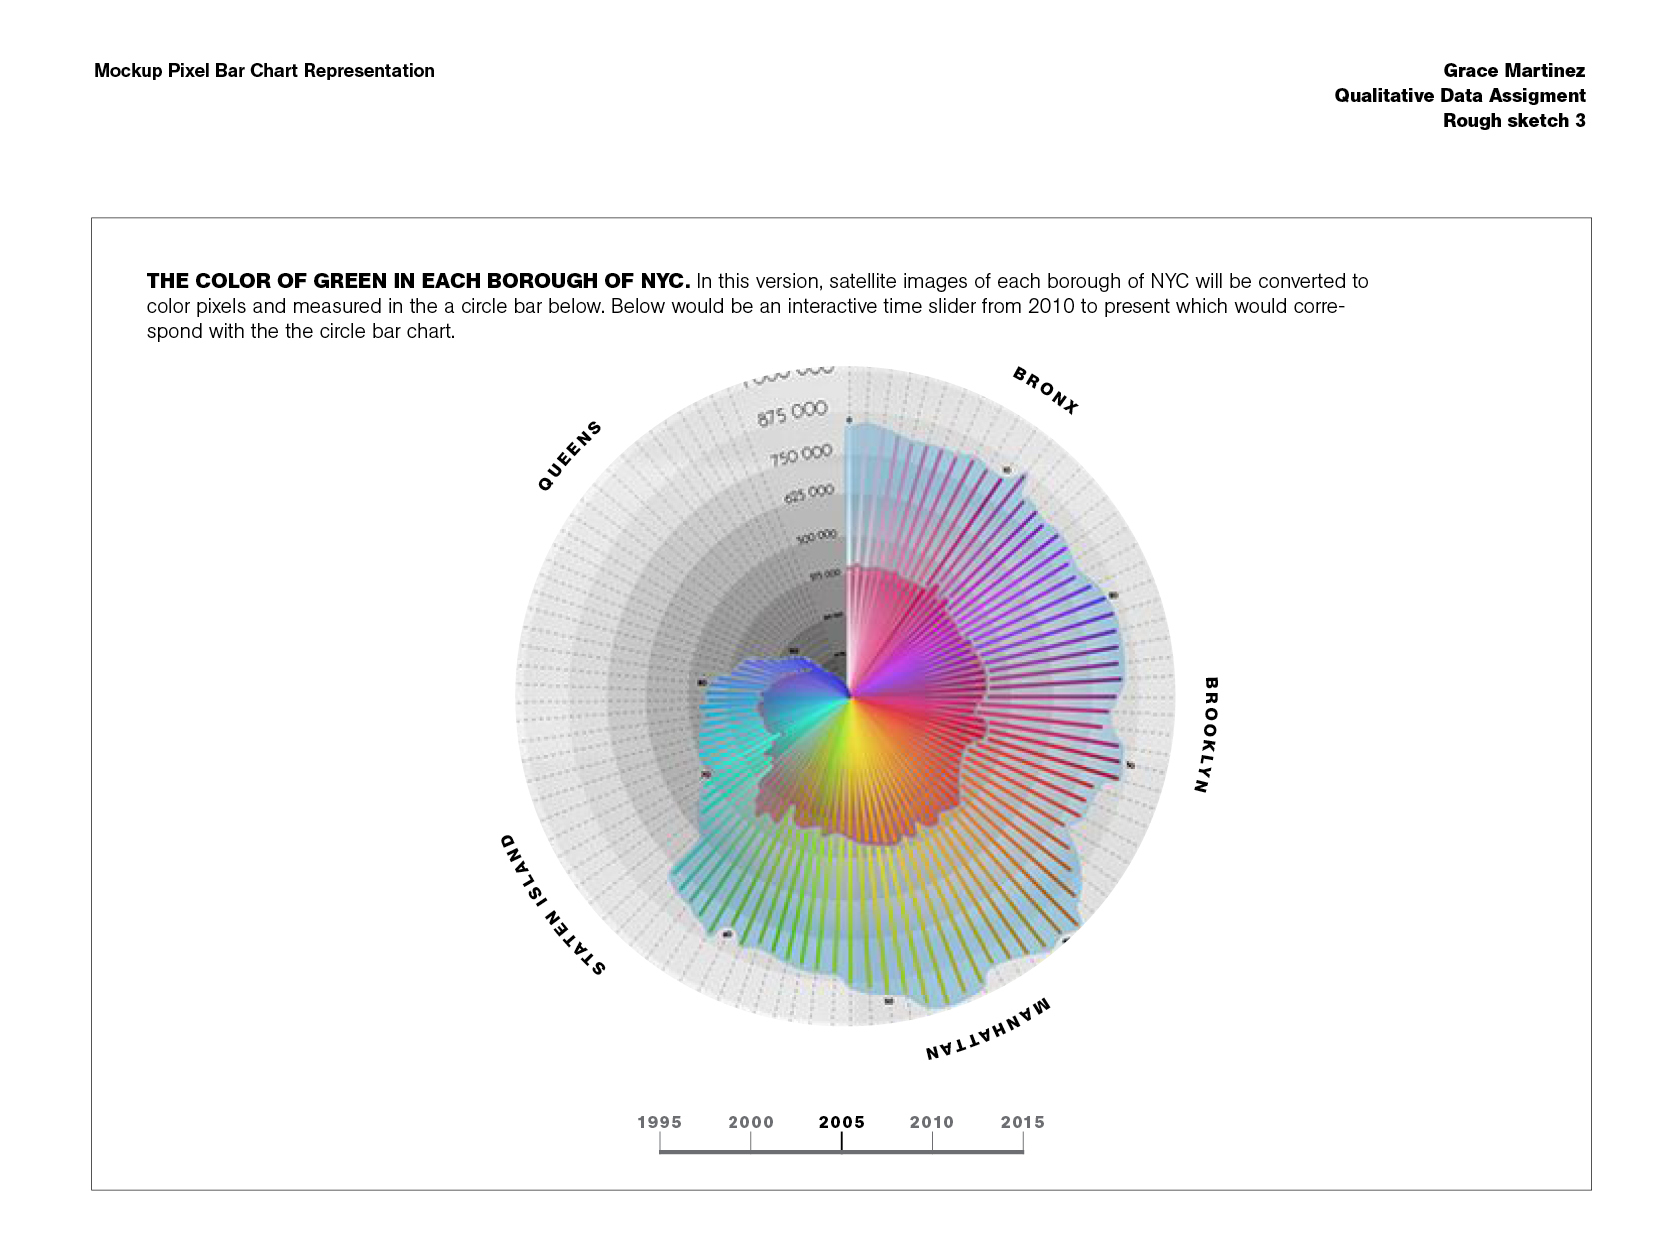 Mockup Pixel Bar Chart Representation
Grace Martinez
Qualitative Data Assigment
Rough sketch 3
THE COLOR OF GREEN IN EACH BOROUGH OF NYC. In this version, satellite images of each borough of NYC will be converted to
color pixels and measured in the a circle bar below. Below would be an interactive time slider from 2010 to present which would corre-
spond with the the circle bar chart.
BRONX
QUEENS
875 000
750 000
625 000
500 000
BROOKLYN
STATEN ISLAND
MANHATTAN
1995 2000 2005 2010 2015